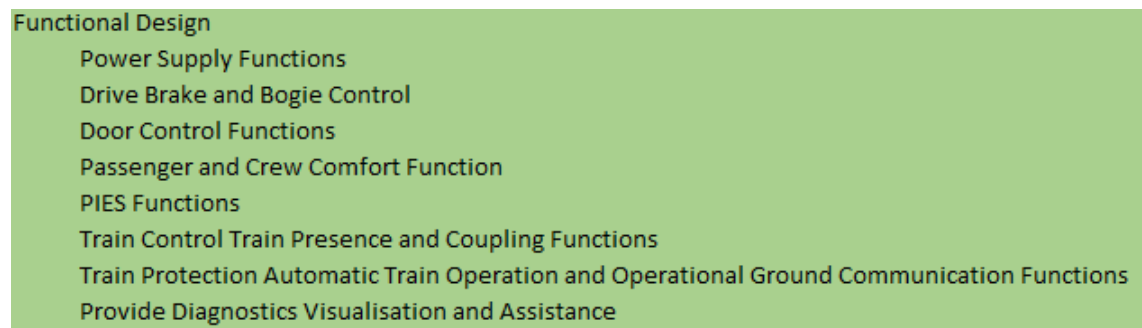 Functional Design
Power Supply Functions
Drive Brake and Bogie Control
Door Control Functions
Passenger and Crew Comfort Function
PIES Functions
Train Control Train Presence and Coupling Functions
Train Protection Automatic Train Operation and Operational Ground Communication Functions
Provide Diagnostics Visualisation and Assistance